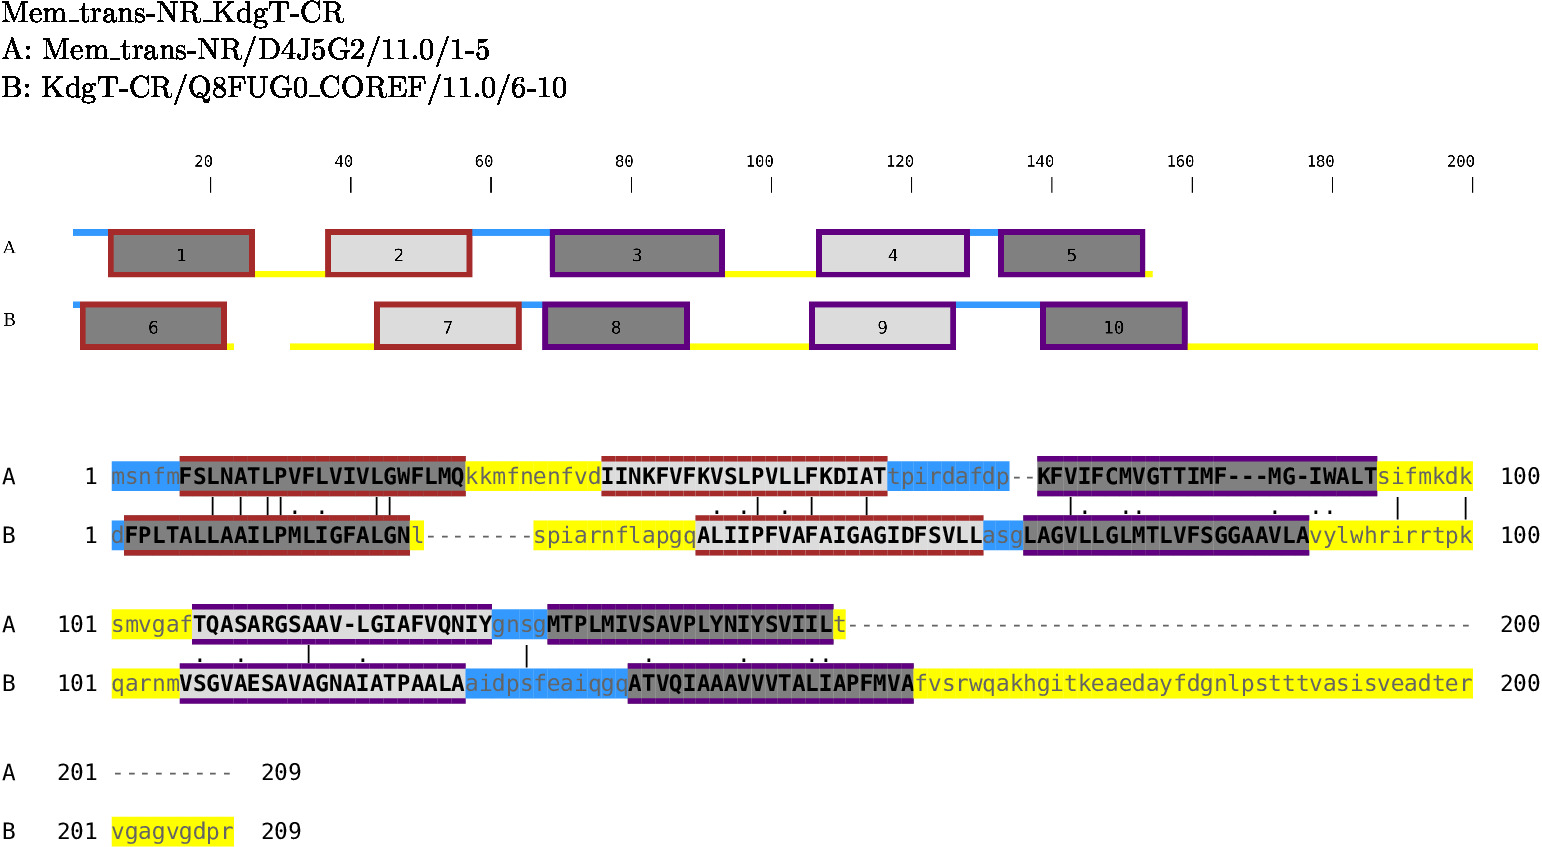 Mem_trans-NR_KdgT-CR
A: Mem_trans-NR/D4J5G2/11.0/1-5
B: KdgT-CR/Q8FUG0_COREF/11.0/6-10
20 40 60 80 100 120 140 160 180 200
A 1 2 3 4 5
B 6 7 8 9 10
A 1 msnfmFSLNATLPVFLVIVLGWFLMQkkmfnenfvdIINKFVFKVSLPVLLFKDIATtpirdafdp--KFVIFCMVGTTIMF---MG-IWALTsifmkdk 100
B 1 dFPLTALLAAILPMLIGFALGNl--------spiarnflapgqALIIPFVAFAIGAGIDFSVLLasgLAGVLLGLMTLVFSGGAAVLAvylwhrirrtpk 100
A 101 smvgafTQASARGSAAV-LGIAFVQNIYgnsgMTPLMIVSAVPLYNIYSVIILt---------------------------------------------- 200
B 101 qarnmVSGVAESAVAGNAIATPAALAaidpsfeaiqgqATVQIAAAVVVTALIAPFMVAfvsrwqakhgitkeaedayfdgnlpstttvasisveadter 200
A 201 --------- 209
B 201 vgagvgdpr 209